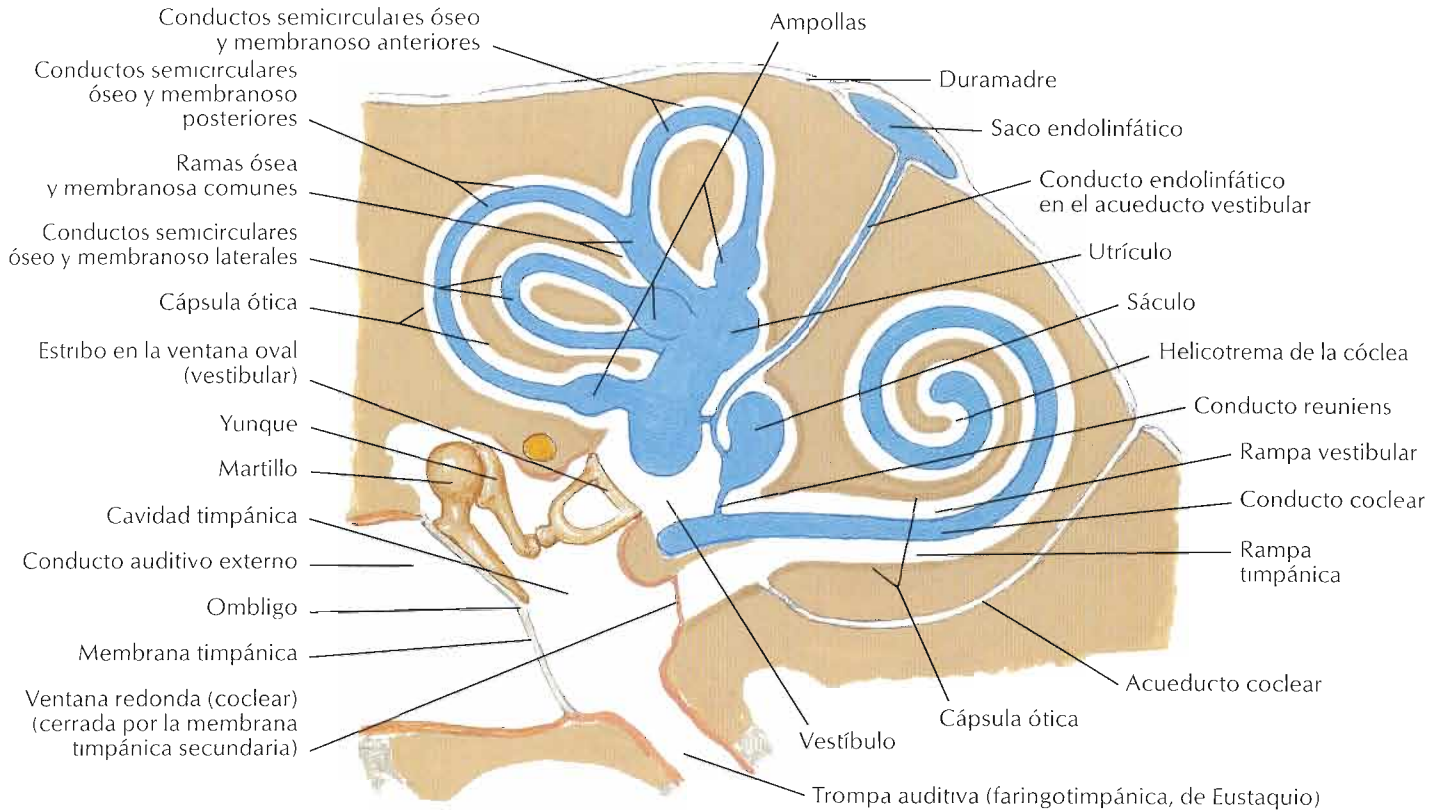 Conductos semicirculares óseo
y membranoso anteriores
Conductos semicirculares
óseo y membranoso
posteriores
Ramas ósea
y membranosa comunes
Conductos semicirculares
óseo y membranoso laterales
Cápsula ótica
Estribo en la ventana oval
(vestibular)
Yunque
Martillo
Cavidad timpánica
Conducto auditivo externo
Ombligo
Membrana timpánica
Ventana redonda (coclear)
(cerrada por la membrana
timpánica secundaria)
Ampollas
Duramadre
Saco endolinfático
Conducto endolinfático
en el acueducto vestibular
Utrículo
Sáculo
Helicotrema de la cóclea
Conducto reuniens
Rampa vestibular
Conducto coclear
Rampa
timpánica
Acueducto coclear
Cápsula ótica
Vestíbulo
Trompa auditiva (faringotimpánica, de Eustaquio)